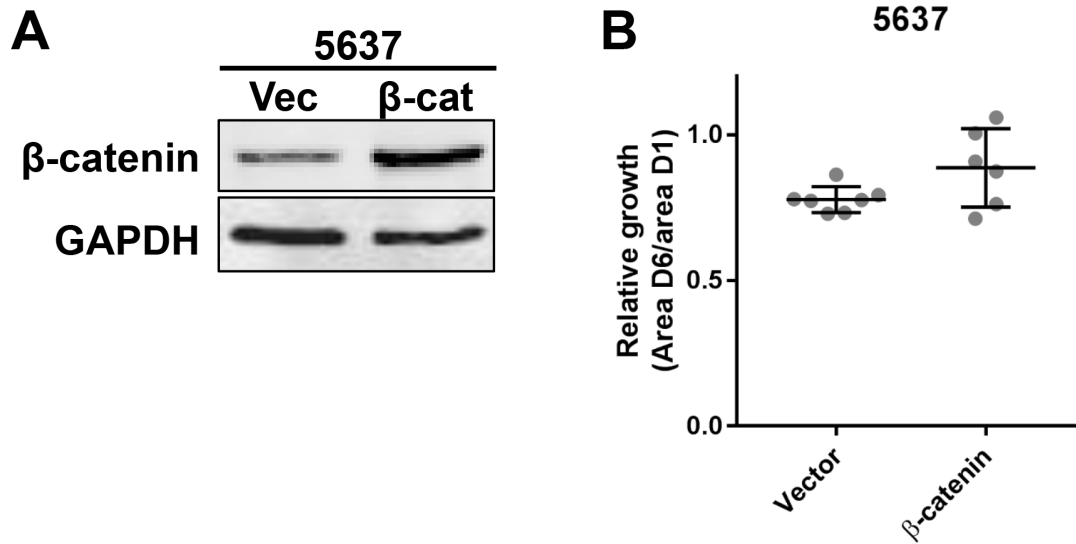 A
5637
Vec β-cat
β-catenin
GAPDH
B
5637
Relative growth
(Area D6/area D1)
1.0
0.5
0.0
Vector
β-catenin